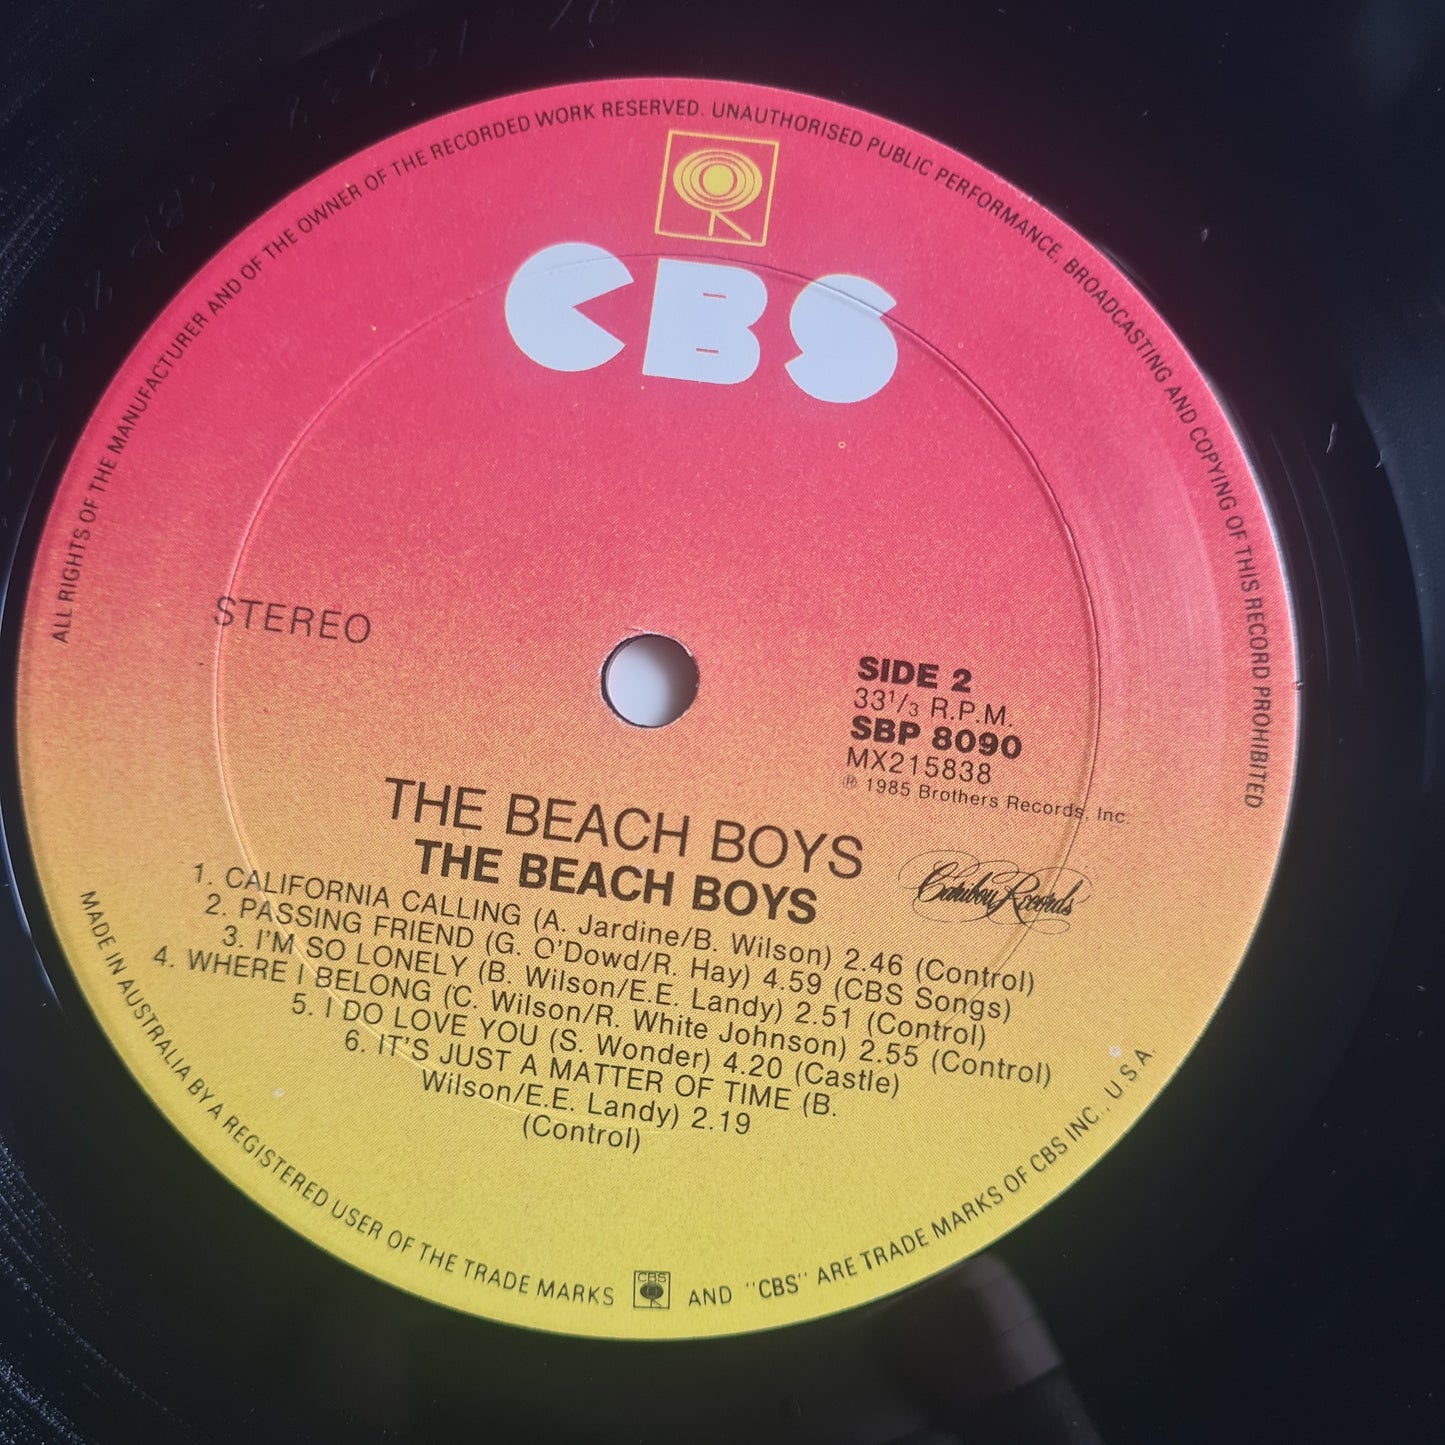 ALL RIGHTS OF THE MANUFACTURER AND OF THE OWNER OF THE RECORDED WORK RESERVED. UNAUTHORISED PUBLIC PERFORMANCE, BROADCASTING AND COPYING OF THIS RECORD PROHIBITED
CBS
STEREO
SIDE 2
33 1/3 R.P.M.
SBP 8090
MX215838
℗ 1985 Brothers Records, Inc.
THE BEACH BOYS
THE BEACH BOYS
Caribou Records
1. CALIFORNIA CALLING (A. Jardine/B. Wilson) 2.46 (Control)
2. PASSING FRIEND (G. O'Dowd/R. Hay) 4.59 (CBS Songs)
3. I'M SO LONELY (B. Wilson/E.E. Landy) 2.51 (Control)
4. WHERE I BELONG (C. Wilson/R. White Johnson) 2.55 (Control)
5. I DO LOVE YOU (S. Wonder) 4.20 (Castle)
6. IT'S JUST A MATTER OF TIME (B.
Wilson/E.E. Landy) 2.19
(Control)
MADE IN AUSTRALIA BY A REGISTERED USER OF THE TRADE MARKS CBS AND "CBS" ARE TRADE MARKS OF CBS INC., U.S.A.